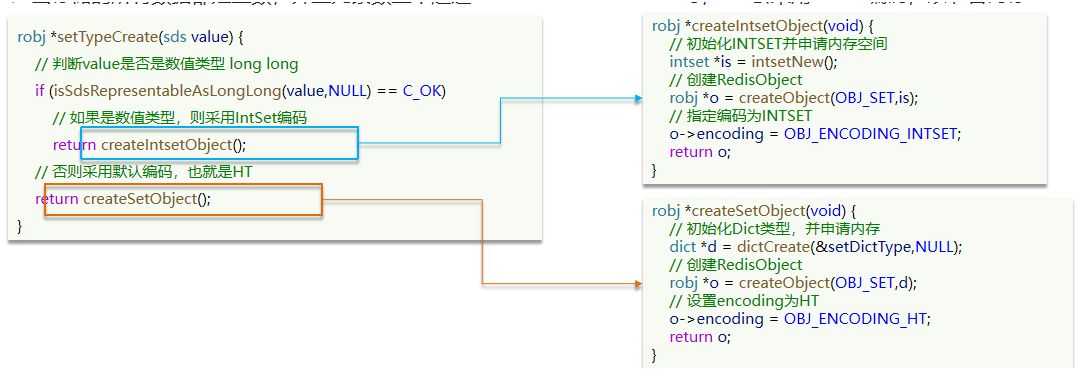 robj *setTypeCreate(sds value) {
// 判断value是否是数值类型 long long
if (isSdsRepresentableAsLongLong(value,NULL) == C_OK)
// 如果是数值类型，则采用IntSet编码
return createIntsetObject();
// 否则采用默认编码，也就是HT
return createSetObject();
}
robj *createIntsetObject(void) {
// 初始化INTSET并申请内存空间
intset *is = intsetNew();
// 创建RedisObject
robj *o = createObject(OBJ_SET,is);
// 指定编码为INTSET
o->encoding = OBJ_ENCODING_INTSET;
return o;
}
robj *createSetObject(void) {
// 初始化Dict类型，并申请内存
dict *d = dictCreate(&setDictType,NULL);
// 创建RedisObject
robj *o = createObject(OBJ_SET,d);
// 设置encoding为HT
o->encoding = OBJ_ENCODING_HT;
return o;
}